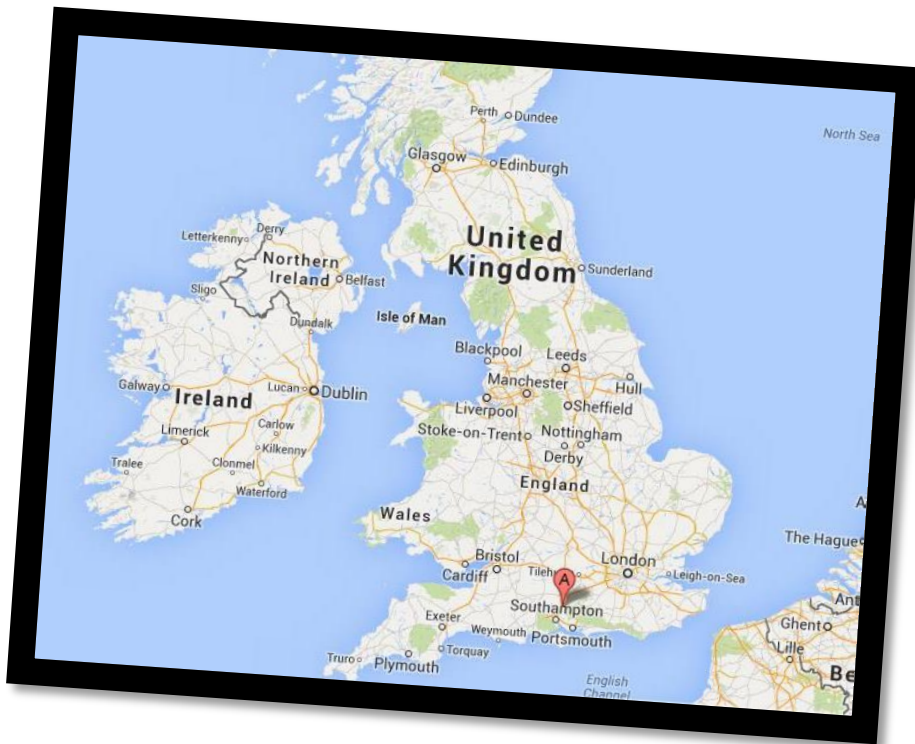 Perth
Dundee
North Sea
Glasgow
Edinburgh
United
Kingdom
Derry
Letterkenny
Northern
Ireland
Belfast
Sunderland
Sligo
Isle of Man
Dundalk
Blackpool
Leeds
Manchester
Hull
Galway
Lucan
Dublin
Ireland
Liverpool
Sheffield
Limerick
Carlow
Stoke-on-Trent
Nottingham
Kilkenny
Derby
Tralee
Clonmel
Waterford
England
Cork
Wales
A
The Hague
Bristol
London
Cardiff
Tileh
A
Leigh-on-Sea
Southampton
Ant
Exeter
Weymouth
Portsmouth
Ghent
Torquay
Lille
Truro
Plymouth
Be
English
Channel